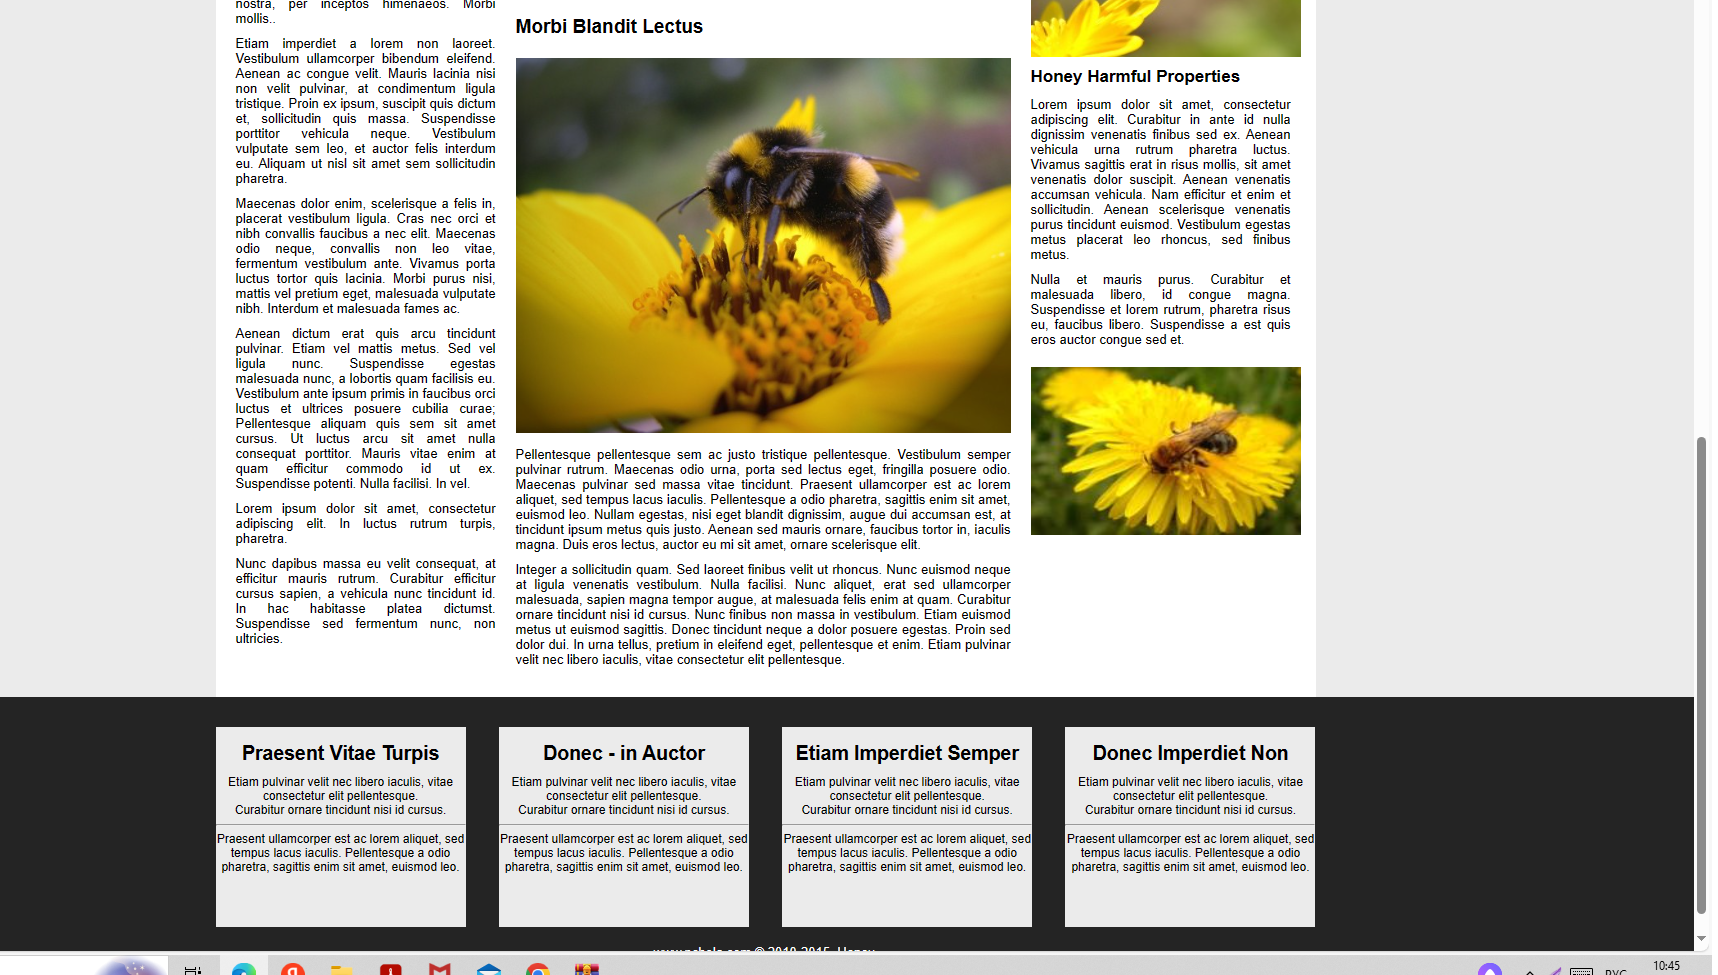 nostra, per inceptos himenaeos. Morbi
mollis..
Etiam imperdiet a lorem non laoreet.
Vestibulum ullamcorper bibendum eleifend.
Aenean ac congue velit. Mauris lacinia nisi
non velit pulvinar, at condimentum ligula
tristique. Proin ex ipsum, suscipit quis dictum
et, sollicitudin quis massa. Suspendisse
porttitor vehicula neque. Vestibulum
vulputate sem leo, et auctor felis interdum
eu. Aliquam ut nisl sit amet sem sollicitudin
pharetra.
Maecenas dolor enim, scelerisque a felis in,
placerat vestibulum ligula. Cras nec orci et
nibh convallis faucibus a nec elit. Maecenas
odio neque, convallis non leo vitae,
fermentum vestibulum ante. Vivamus porta
luctus tortor quis lacinia. Morbi purus nisi,
mattis vel pretium eget, malesuada vulputate
nibh. Interdum et malesuada fames ac.
Aenean dictum erat quis arcu tincidunt
pulvinar. Etiam vel mattis metus. Sed vel
ligula nunc. Suspendisse egestas
malesuada nunc, a lobortis quam facilisis eu.
Vestibulum ante ipsum primis in faucibus orci
luctus et ultrices posuere cubilia curae;
Pellentesque aliquam quis sem sit amet
cursus. Ut luctus arcu sit amet nulla
consequat porttitor. Mauris vitae enim at
quam efficitur commodo id ut ex.
Suspendisse potenti. Nulla facilisi. In vel.
Lorem ipsum dolor sit amet, consectetur
adipiscing elit. In luctus rutrum turpis,
pharetra.
Nunc dapibus massa eu velit consequat, at
efficitur mauris rutrum. Curabitur efficitur
cursus sapien, a vehicula nunc tincidunt id.
In hac habitasse platea dictumst.
Suspendisse sed fermentum nunc, non
ultricies.
Morbi Blandit Lectus
Pellentesque pellentesque sem ac justo tristique pellentesque. Vestibulum semper
pulvinar rutrum. Maecenas odio urna, porta sed lectus eget, fringilla posuere odio.
Maecenas pulvinar sed massa vitae tincidunt. Praesent ullamcorper est ac lorem
aliquet, sed tempus lacus iaculis. Pellentesque a odio pharetra, sagittis enim sit amet,
euismod leo. Nullam egestas, nisi eget blandit dignissim, augue dui accumsan est, at
tincidunt ipsum metus quis justo. Aenean sed mauris ornare, faucibus tortor in, iaculis
magna. Duis eros lectus, auctor eu mi sit amet, ornare scelerisque elit.
Integer a sollicitudin quam. Sed laoreet finibus velit ut rhoncus. Nunc euismod neque
at ligula venenatis vestibulum. Nulla facilisi. Nunc aliquet, erat sed ullamcorper
malesuada, sapien magna tempor augue, at malesuada felis enim at quam. Curabitur
ornare tincidunt nisi id cursus. Nunc finibus non massa in vestibulum. Etiam euismod
metus ut euismod sagittis. Donec tincidunt neque a dolor posuere egestas. Proin sed
dolor dui. In urna tellus, pretium in eleifend eget, pellentesque et enim. Etiam pulvinar
velit nec libero iaculis, vitae consectetur elit pellentesque.
Honey Harmful Properties
Lorem ipsum dolor sit amet, consectetur
adipiscing elit. Curabitur in ante id nulla
dignissim venenatis finibus sed ex. Aenean
vehicula urna rutrum pharetra luctus.
Vivamus sagittis erat in risus mollis, sit amet
venenatis dolor suscipit. Aenean venenatis
accumsan vehicula. Nam efficitur et enim et
sollicitudin. Aenean scelerisque venenatis
purus tincidunt euismod. Vestibulum egestas
metus placerat leo rhoncus, sed finibus
metus.
Nulla et mauris purus. Curabitur et
malesuada libero, id congue magna.
Suspendisse et lorem rutrum, pharetra risus
eu, faucibus libero. Suspendisse a est quis
eros auctor congue sed et.
Praesent Vitae Turpis
Etiam pulvinar velit nec libero iaculis, vitae
consectetur elit pellentesque.
Curabitur ornare tincidunt nisi id cursus.
Praesent ullamcorper est ac lorem aliquet, sed
tempus lacus iaculis. Pellentesque a odio
pharetra, sagittis enim sit amet, euismod leo.
Donec - in Auctor
Etiam pulvinar velit nec libero iaculis, vitae
consectetur elit pellentesque.
Curabitur ornare tincidunt nisi id cursus.
Praesent ullamcorper est ac lorem aliquet, sed
tempus lacus iaculis. Pellentesque a odio
pharetra, sagittis enim sit amet, euismod leo.
Etiam Imperdiet Semper
Etiam pulvinar velit nec libero iaculis, vitae
consectetur elit pellentesque.
Curabitur ornare tincidunt nisi id cursus.
Praesent ullamcorper est ac lorem aliquet, sed
tempus lacus iaculis. Pellentesque a odio
pharetra, sagittis enim sit amet, euismod leo.
Donec Imperdiet Non
Etiam pulvinar velit nec libero iaculis, vitae
consectetur elit pellentesque.
Curabitur ornare tincidunt nisi id cursus.
Praesent ullamcorper est ac lorem aliquet, sed
tempus lacus iaculis. Pellentesque a odio
pharetra, sagittis enim sit amet, euismod leo.
РУС
10:45